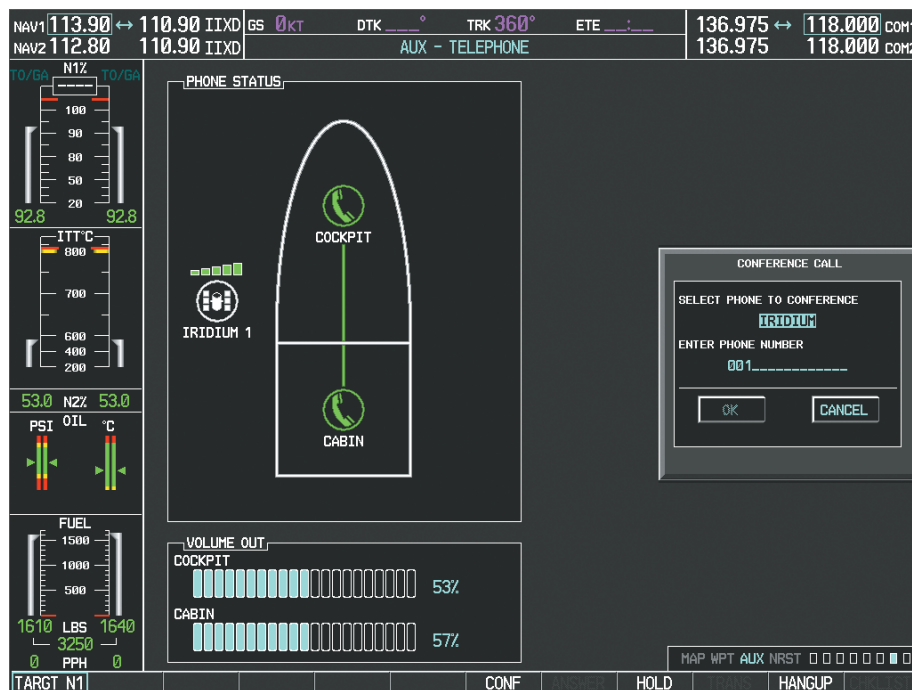 NAV1 113.90 ↔ 110.90 IIXD GS 0KT DTK ___° TRK 360° ETE __:__ 136.975 ↔ 118.000 COM1
NAV2 112.80 110.90 IIXD AUX - TELEPHONE 136.975 118.000 COM2
TO/GA N1% TO/GA
----
100
90
80
50
20
92.8 92.8
ITT°C
800
700
600
400
200
53.0 N2% 53.0
PSI OIL °C
FUEL
1500
1000
500
1610 LBS 1640
3250
0 PPH 0
PHONE STATUS
COCKPIT
IRIDIUM 1
CABIN
VOLUME OUT
COCKPIT
53%
CABIN
57%
CONFERENCE CALL
SELECT PHONE TO CONFERENCE
IRIDIUM
ENTER PHONE NUMBER
001____________
OK CANCEL
MAP WPT AUX NRST
TARGT N1 CONF ANSWER HOLD TRANS HANGUP CHKLIST